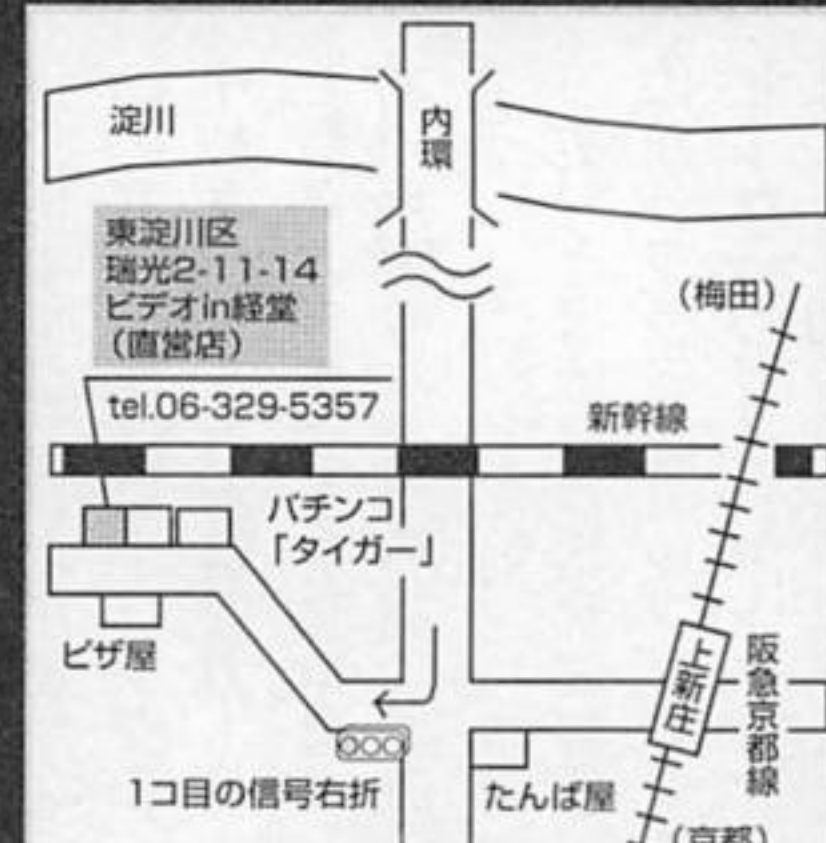 淀川
内環
東淀川区
瑞光2-11-14
ビデオin経堂
（直営店）
tel.06-329-5357
（梅田）
新幹線
パチンコ
「タイガー」
ピザ屋
上新庄
阪急京都線
1コ目の信号右折
たんば屋
（京都）